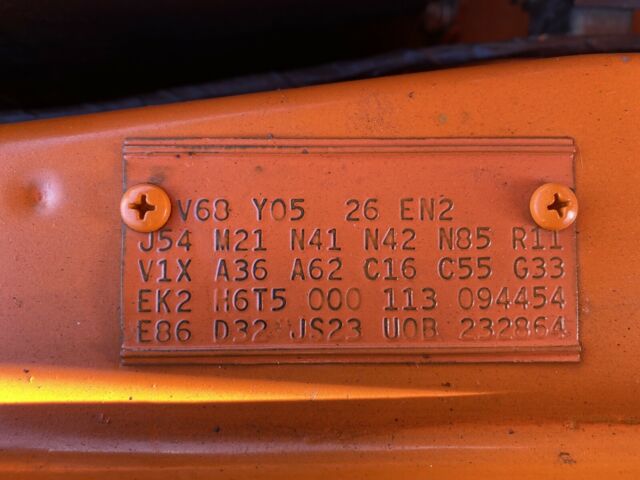 V68 Y05 26 EN2
J54 M21 N41 N42 N85 R11
V1X A36 A62 C16 C55 G33
EK2 H6T5 000 113 094454
E86 D32 JS23 U0B 232864